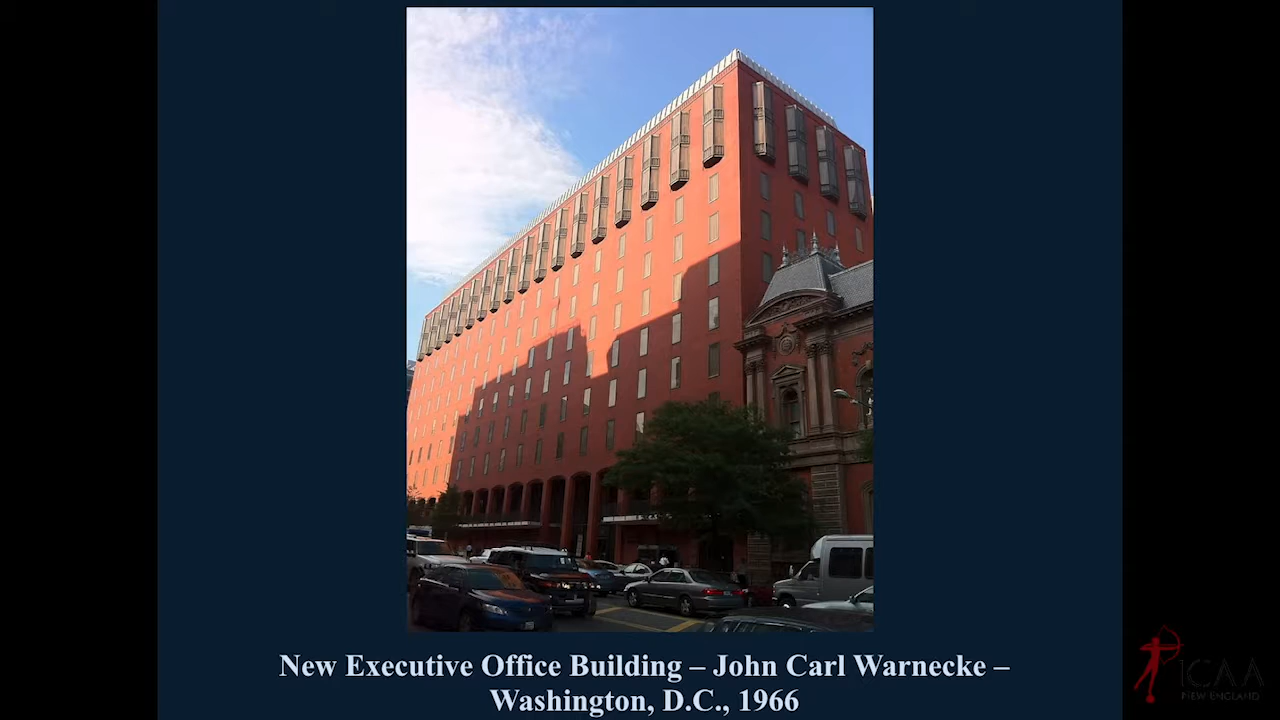 New Executive Office Building – John Carl Warnecke –
Washington, D.C., 1966
ICAA
NEW ENGLAND